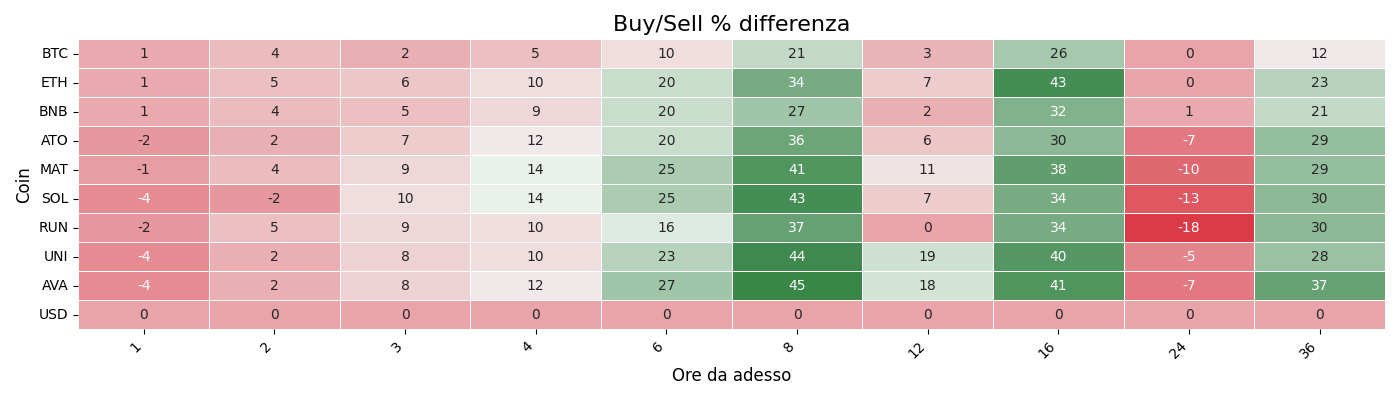 Buy/Sell % differenza
Coin
BTC 1 4 2 5 10 21 3 26 0 12
ETH 1 5 6 10 20 34 7 43 0 23
BNB 1 4 5 9 20 27 2 32 1 21
ATO -2 2 7 12 20 36 6 30 -7 29
MAT -1 4 9 14 25 41 11 38 -10 29
SOL -4 -2 10 14 25 43 7 34 -13 30
RUN -2 5 9 10 16 37 0 34 -18 30
UNI -4 2 8 10 23 44 19 40 -5 28
AVA -4 2 8 12 27 45 18 41 -7 37
USD 0 0 0 0 0 0 0 0 0 0
1 2 3 4 6 8 12 16 24 36
Ore da adesso